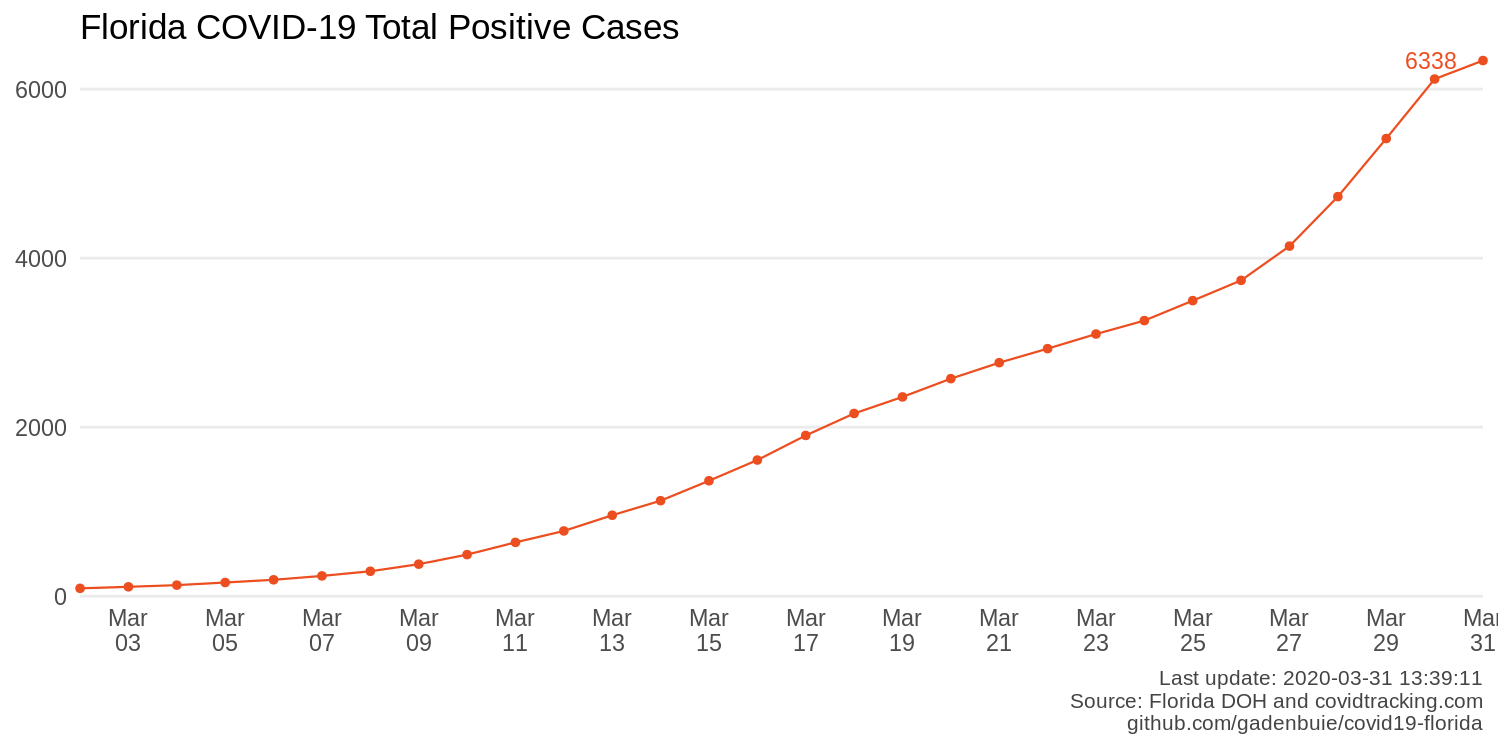 Florida COVID-19 Total Positive Cases
6338
6000
4000
2000
0
Mar Mar Mar Mar Mar Mar Mar Mar Mar Mar Mar Mar Mar Mar Mar
03 05 07 09 11 13 15 17 19 21 23 25 27 29 31
Last update: 2020-03-31 13:39:11
Source: Florida DOH and covidtracking.com
github.com/gadenbuie/covid19-florida